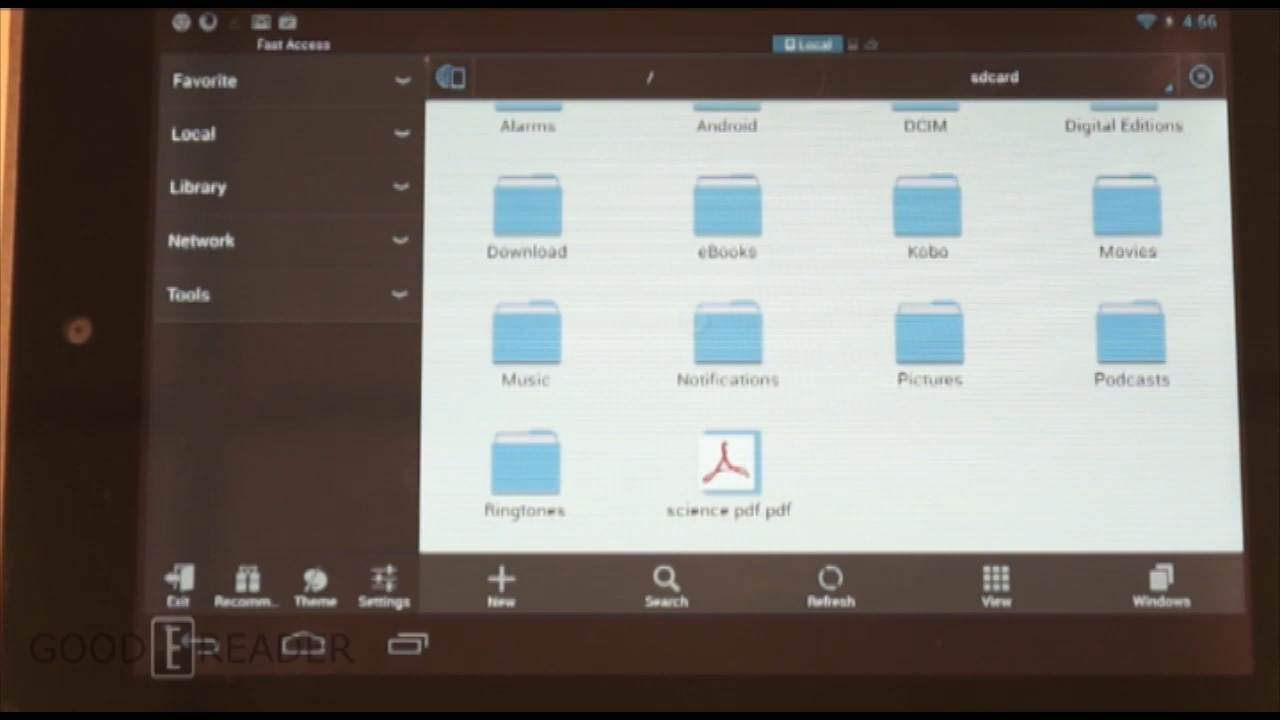 4:56
Fast Access
Local
Favorite
/
sdcard
Local
Library
Network
Tools
Alarms
Android
DCIM
Digital Editions
Download
eBooks
Kobo
Movies
Music
Notifications
Pictures
Podcasts
Ringtones
science pdf.pdf
Exit
Recomm..
Theme
Settings
New
Search
Refresh
View
Windows
GOOD E READER